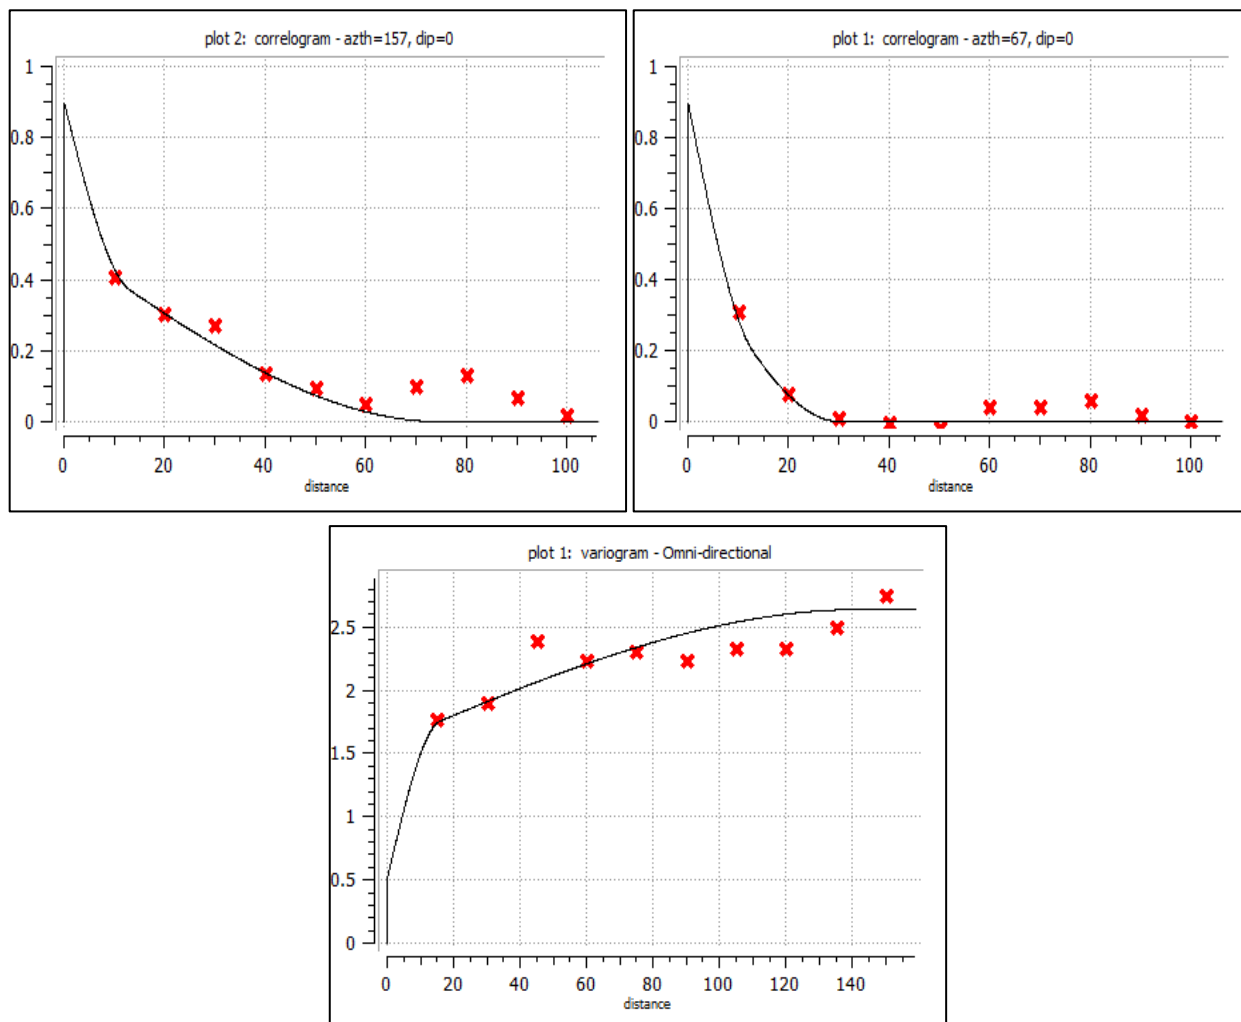 plot 2: correlogram - azth=157, dip=0
1
0.8
0.6
0.4
0.2
0
0 20 40 60 80 100
distance
plot 1: correlogram - azth=67, dip=0
1
0.8
0.6
0.4
0.2
0
0 20 40 60 80 100
distance
plot 1: variogram - Omni-directional
2.5
2
1.5
1
0.5
0
0 20 40 60 80 100 120 140
distance